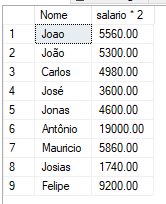 Nome salario * 2
1 Joao 5560.00
2 João 5300.00
3 Carlos 4980.00
4 José 3600.00
5 Jonas 4600.00
6 Antônio 19000.00
7 Mauricio 5860.00
8 Josias 1740.00
9 Felipe 9200.00